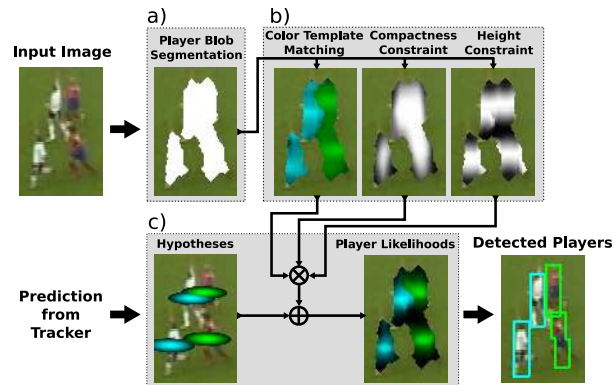 a)
b)
Input Image
Player Blob
Segmentation
Color Template
Matching
Compactness
Constraint
Height
Constraint
c)
Hypotheses
Player Likelihoods
Detected Players
Prediction
from
Tracker